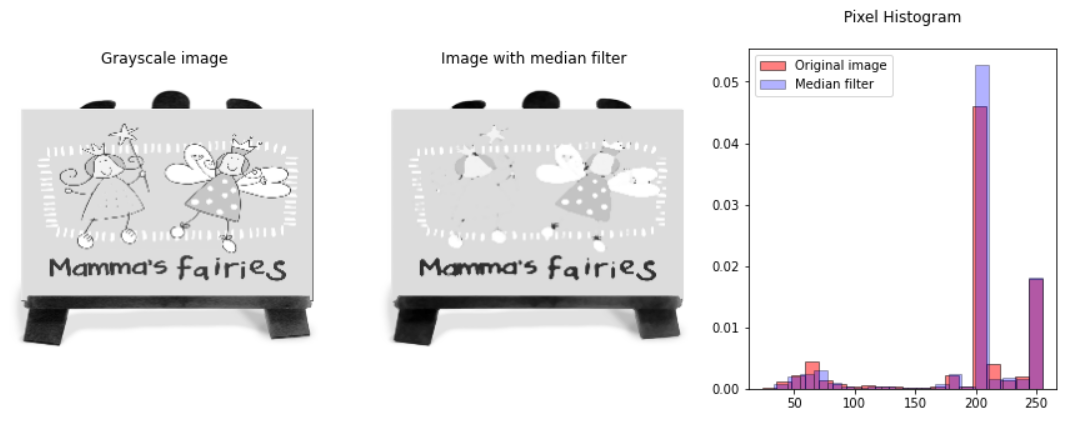 Pixel Histogram
Grayscale image
Image with median filter
Original image
Median filter
Mamma's fairies
Mamma's fairies
0.05
0.04
0.03
0.02
0.01
0.00
50 100 150 200 250